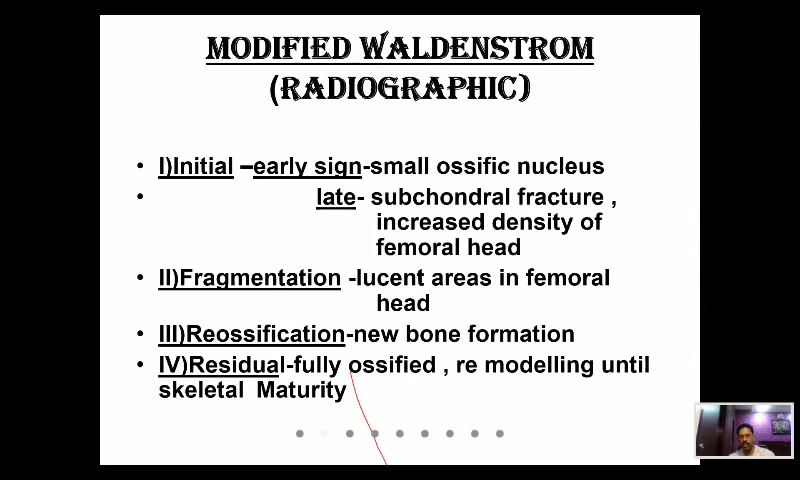 MODIFIED WALDENSTROM
(RADIOGRAPHIC)
• I)Initial –early sign-small ossific nucleus
• late- subchondral fracture ,
increased density of
femoral head
• II)Fragmentation -lucent areas in femoral
head
• III)Reossification-new bone formation
• IV)Residual-fully ossified , re modelling until
skeletal Maturity